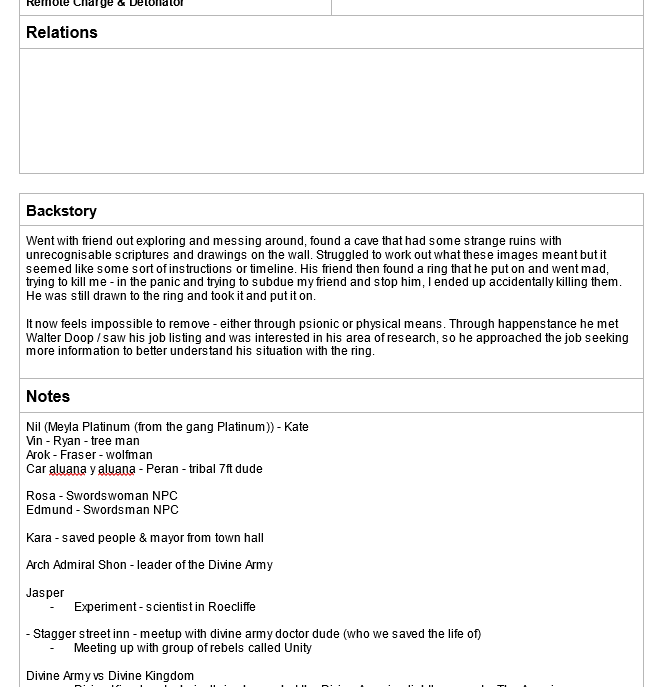 Remote Charge & Detonator
Relations
Backstory
Went with friend out exploring and messing around, found a cave that had some strange ruins with
unrecognisable scriptures and drawings on the wall. Struggled to work out what these images meant but it
seemed like some sort of instructions or timeline. His friend then found a ring that he put on and went mad,
trying to kill me - in the panic and trying to subdue my friend and stop him, I ended up accidentally killing them.
He was still drawn to the ring and took it and put it on.
It now feels impossible to remove - either through psionic or physical means. Through happenstance he met
Walter Doop / saw his job listing and was interested in his area of research, so he approached the job seeking
more information to better understand his situation with the ring.
Notes
Nil (Meyla Platinum (from the gang Platinum)) - Kate
Vin - Ryan - tree man
Arok - Fraser - wolfman
Car aluana y aluana - Peran - tribal 7ft dude
Rosa - Swordswoman NPC
Edmund - Swordsman NPC
Kara - saved people & mayor from town hall
Arch Admiral Shon - leader of the Divine Army
Jasper
- Experiment - scientist in Roecliffe
- Stagger street inn - meetup with divine army doctor dude (who we saved the life of)
- Meeting up with group of rebels called Unity
Divine Army vs Divine Kingdom